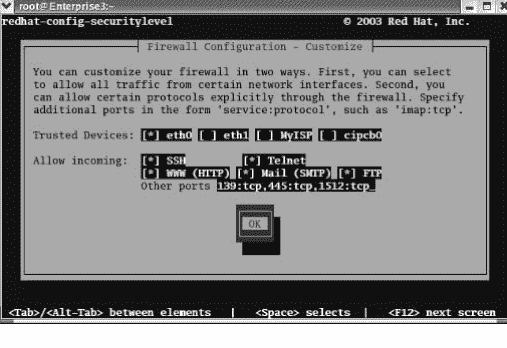 root@Enterprise3:~
redhat-config-securitylevel © 2003 Red Hat, Inc.
Firewall Configuration - Customize
You can customize your firewall in two ways. First, you can select
to allow all traffic from certain network interfaces. Second, you
can allow certain protocols explicitly through the firewall. Specify
additional ports in the form 'service:protocol', such as 'imap:tcp'.
Trusted Devices: [*] eth0 [ ] eth1 [ ] MyISP [ ] cipcb0
Allow incoming: [*] SSH [*] Telnet
[*] WWW (HTTP) [*] Mail (SMTP) [*] FTP
Other ports 139:tcp,445:tcp,1512:tcp_
OK
<Tab>/<Alt-Tab> between elements | <Space> selects | <F12> next screen